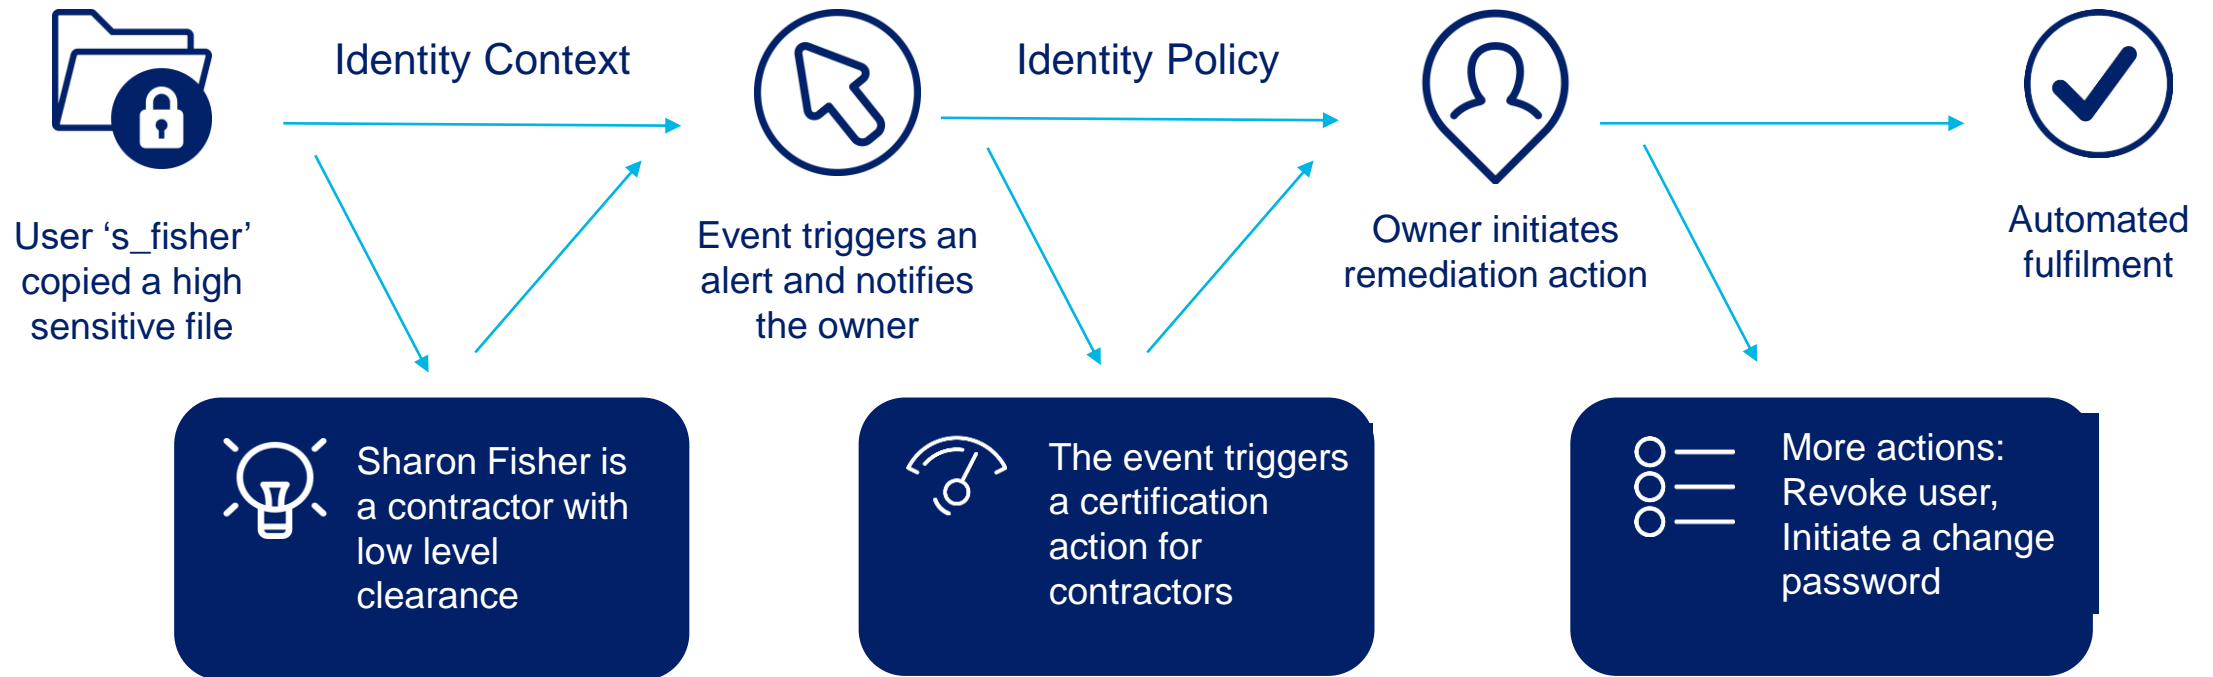 Identity Context
Identity Policy
User ‘s_fisher’
copied a high
sensitive file
Event triggers an
alert and notifies
the owner
Owner initiates
remediation action
Automated
fulfilment
Sharon Fisher is
a contractor with
low level
clearance
The event triggers
a certification
action for
contractors
More actions:
Revoke user,
Initiate a change
password